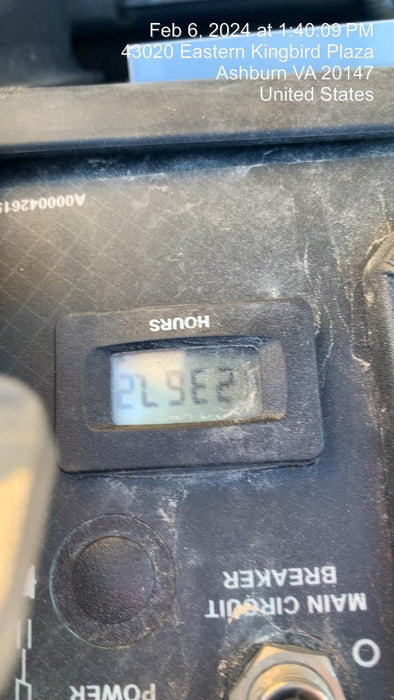 Feb 6, 2024 at 1:40:09 PM
43020 Eastern Kingbird Plaza
Ashburn VA 20147
United States
A000042615
HOURS
MAIN CIRCUIT
BREAKER
POWER